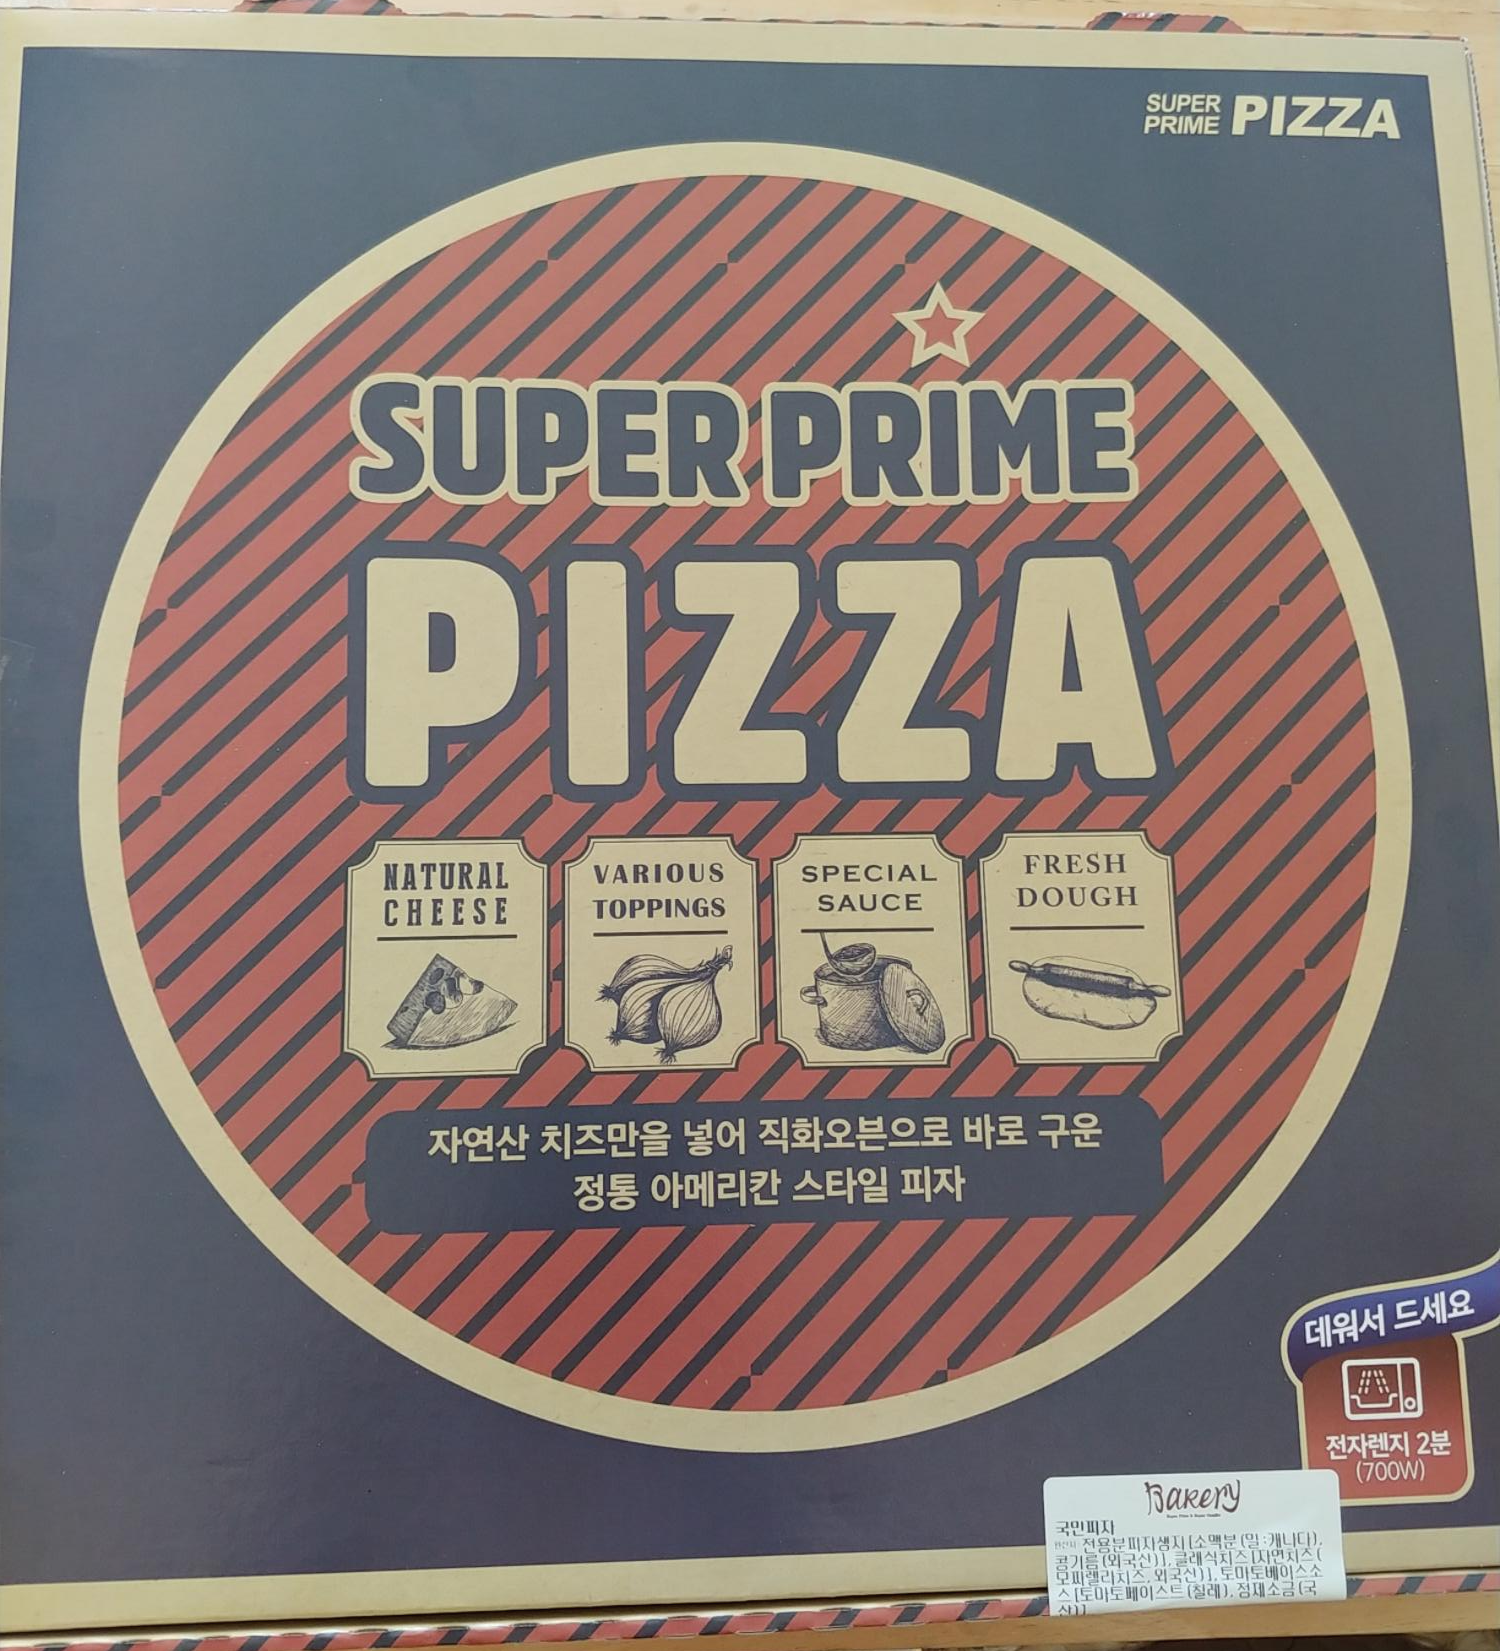 SUPER
PRIME PIZZA
SUPER PRIME
PIZZA
NATURAL
CHEESE
VARIOUS
TOPPINGS
SPECIAL
SAUCE
FRESH
DOUGH
자연산 치즈만을 넣어 직화오븐으로 바로 구운
정통 아메리칸 스타일 피자
데워서 드세요
전자렌지 2분
(700W)
Bakery
국민피자
전용분피자생지 [소맥분 (밀:캐나다),
콩기름 (외국산)], 클래식치즈 [자연치즈 (
모짜렐라치즈, 외국산)], 토마토베이스소
스 [토마토페이스트 (칠레), 정제소금 (국
산)]